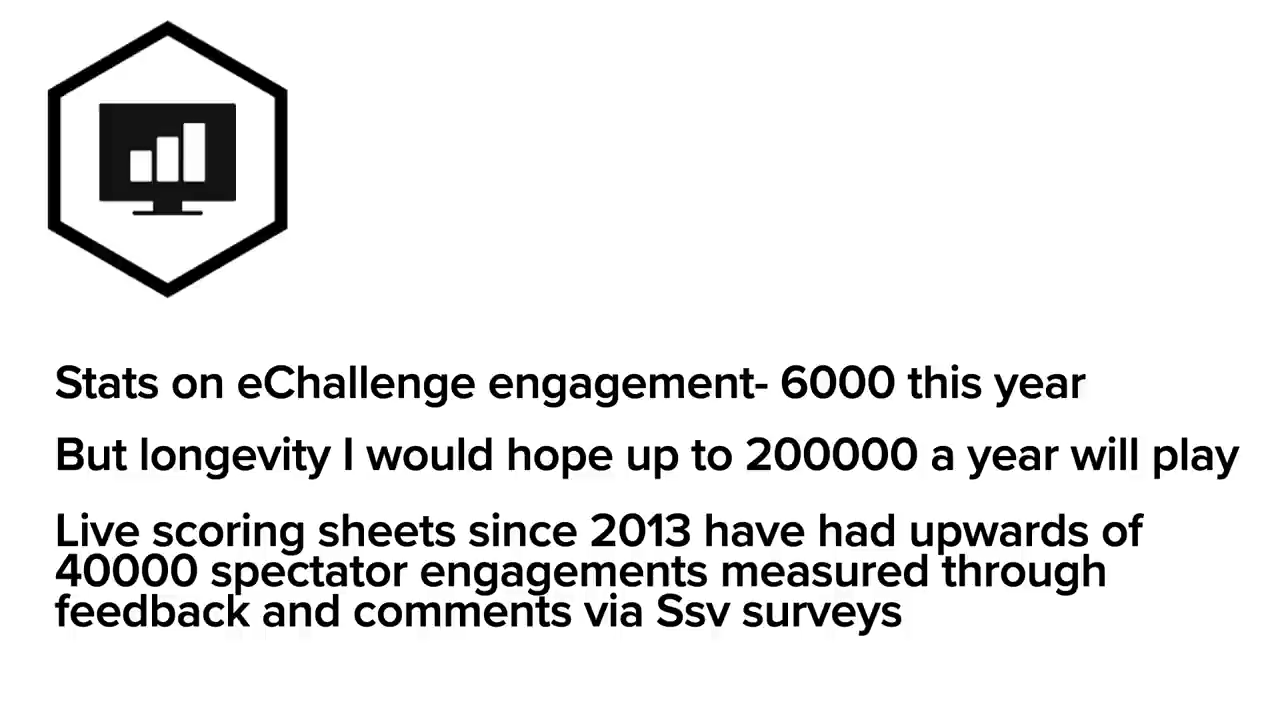 Stats on eChallenge engagement- 6000 this year
But longevity I would hope up to 200000 a year will play
Live scoring sheets since 2013 have had upwards of
40000 spectator engagements measured through
feedback and comments via Ssv surveys